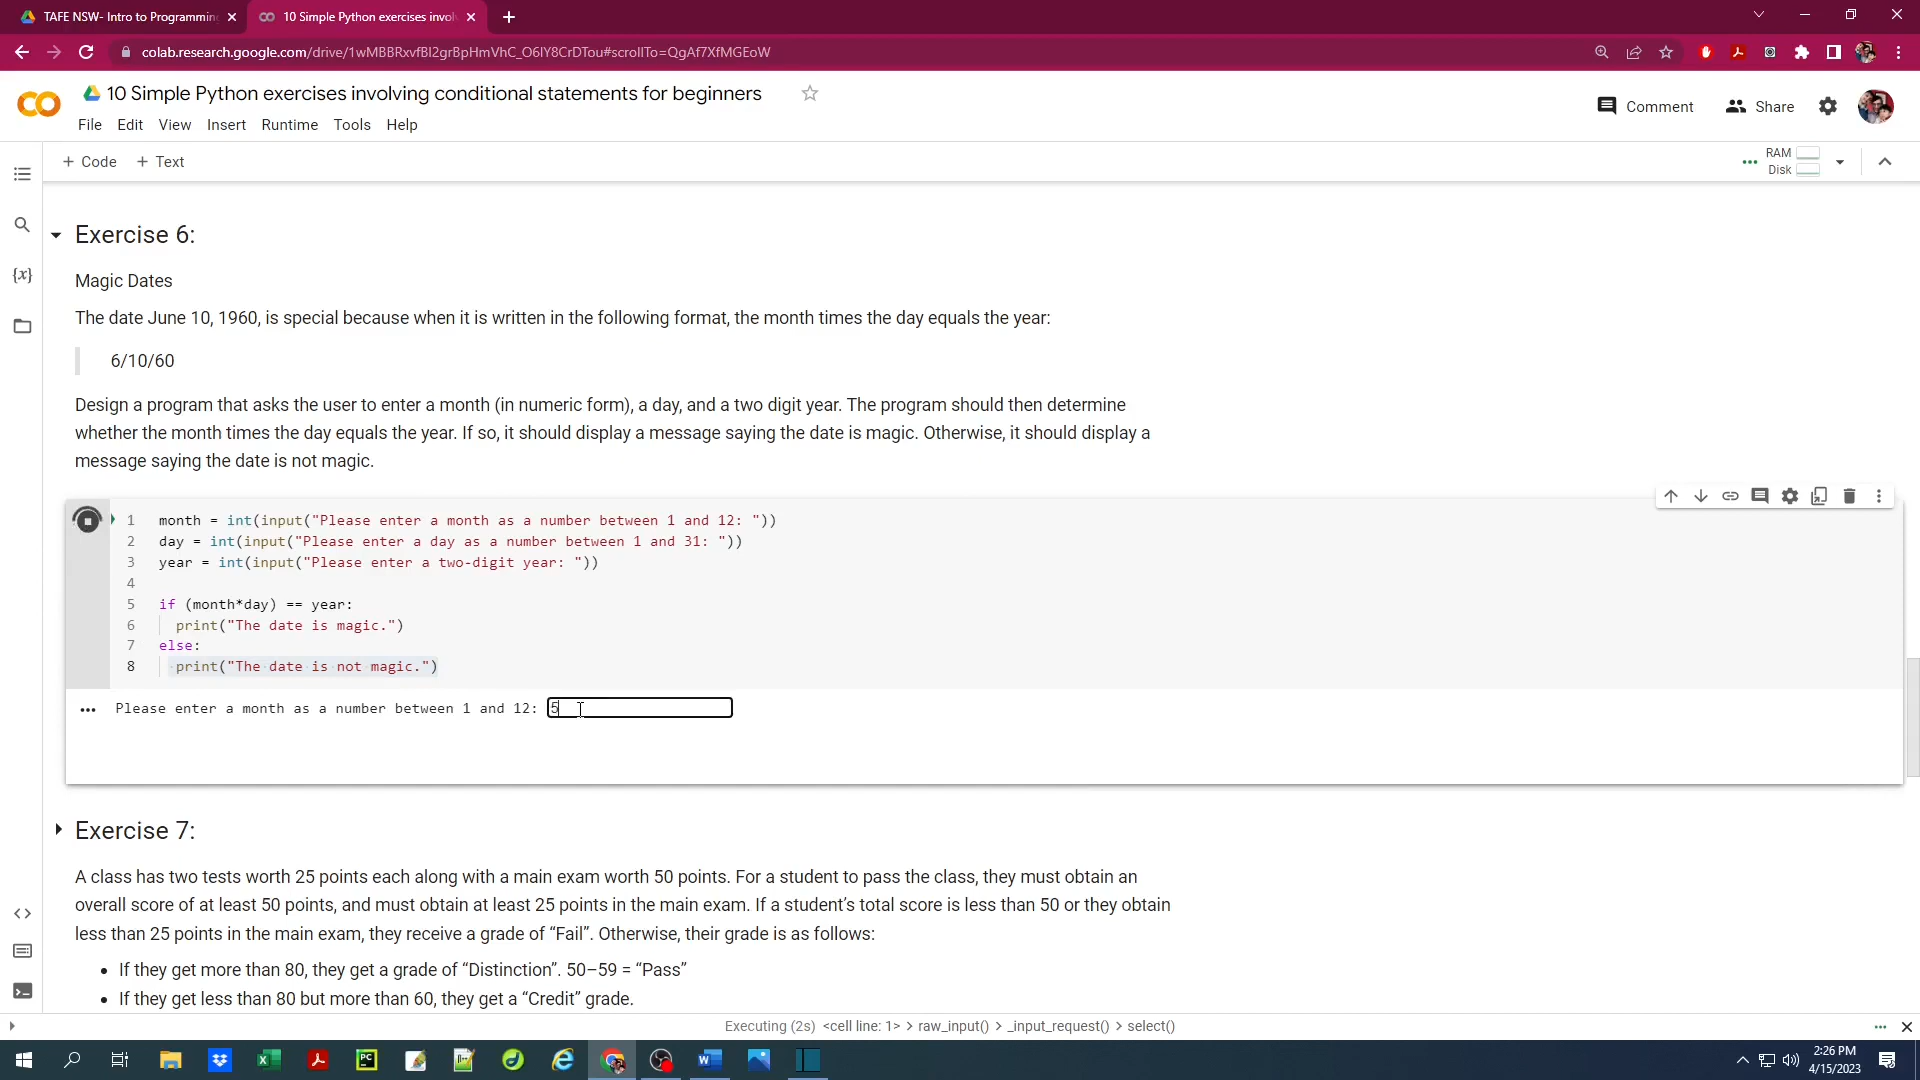 TAFE NSW- Intro to Programmin
10 Simple Python exercises invol
colab.research.google.com/drive/1wMBBRxvfBI2grBpHmVhC_O6lY8CrDTou#scrollTo=QgAf7XfMGEoW
10 Simple Python exercises involving conditional statements for beginners
File Edit View Insert Runtime Tools Help
Comment
Share
+ Code + Text
RAM
Disk
{x}
Exercise 6:
Magic Dates
The date June 10, 1960, is special because when it is written in the following format, the month times the day equals the year:
6/10/60
Design a program that asks the user to enter a month (in numeric form), a day, and a two digit year. The program should then determine
whether the month times the day equals the year. If so, it should display a message saying the date is magic. Otherwise, it should display a
message saying the date is not magic.
1 month = int(input("Please enter a month as a number between 1 and 12: "))
2 day = int(input("Please enter a day as a number between 1 and 31: "))
3 year = int(input("Please enter a two-digit year: "))
4
5 if (month*day) == year:
6 print("The date is magic.")
7 else:
8 print("The date is not magic.")
Please enter a month as a number between 1 and 12: 5
Exercise 7:
A class has two tests worth 25 points each along with a main exam worth 50 points. For a student to pass the class, they must obtain an
overall score of at least 50 points, and must obtain at least 25 points in the main exam. If a student’s total score is less than 50 or they obtain
less than 25 points in the main exam, they receive a grade of “Fail”. Otherwise, their grade is as follows:
• If they get more than 80, they get a grade of “Distinction”. 50–59 = “Pass”
• If they get less than 80 but more than 60, they get a “Credit” grade.
Executing (2s) <cell line: 1> > raw_input() > _input_request() > select()
2:26 PM
4/15/2023